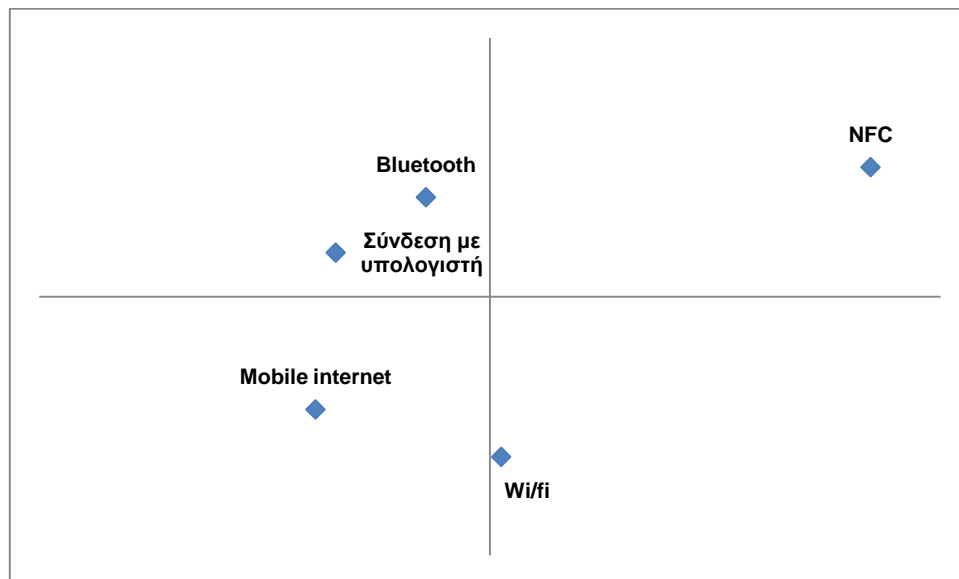 NFC
Bluetooth
Σύνδεση με
υπολογιστή
Mobile internet
Wi/fi